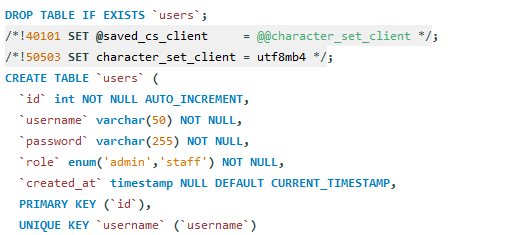 DROP TABLE IF EXISTS `users`;
/*!40101 SET @saved_cs_client     = @@character_set_client */;
/*!50503 SET character_set_client = utf8mb4 */;
CREATE TABLE `users` (
  `id` int NOT NULL AUTO_INCREMENT,
  `username` varchar(50) NOT NULL,
  `password` varchar(255) NOT NULL,
  `role` enum('admin','staff') NOT NULL,
  `created_at` timestamp NULL DEFAULT CURRENT_TIMESTAMP,
  PRIMARY KEY (`id`),
  UNIQUE KEY `username` (`username`)